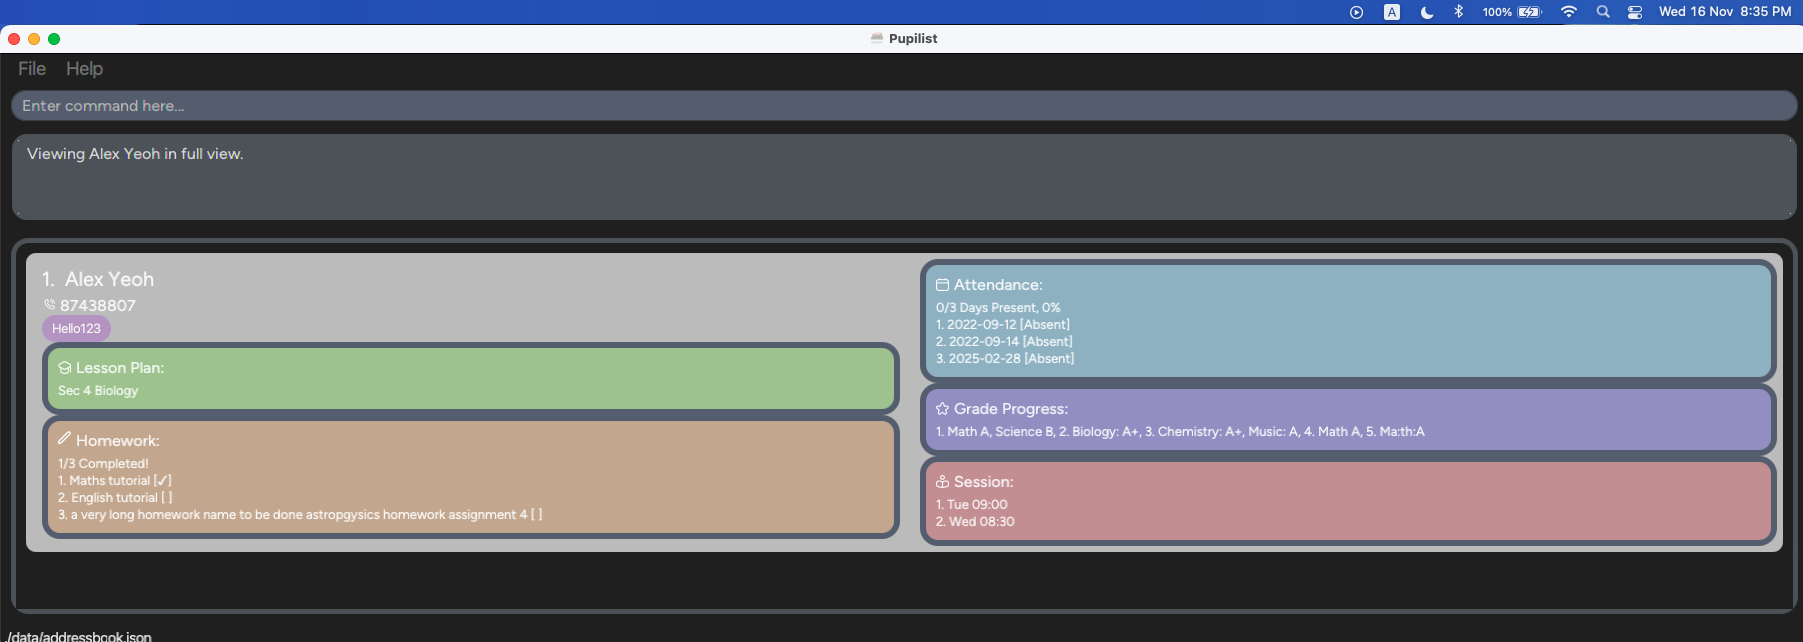 A 100% Wed 16 Nov 8:35 PM
Pupilist
File Help
Enter command here...
Viewing Alex Yeoh in full view.
1. Alex Yeoh
87438807
Hello123
Lesson Plan:
Sec 4 Biology
Homework:
1/3 Completed!
1. Maths tutorial [✓]
2. English tutorial [ ]
3. a very long homework name to be done astropgysics homework assignment 4 [ ]
Attendance:
0/3 Days Present, 0%
1. 2022-09-12 [Absent]
2. 2022-09-14 [Absent]
3. 2025-02-28 [Absent]
Grade Progress:
1. Math A, Science B, 2. Biology: A+, 3. Chemistry: A+, Music: A, 4. Math A, 5. Ma:th:A
Session:
1. Tue 09:00
2. Wed 08:30
./data/addressbook.json